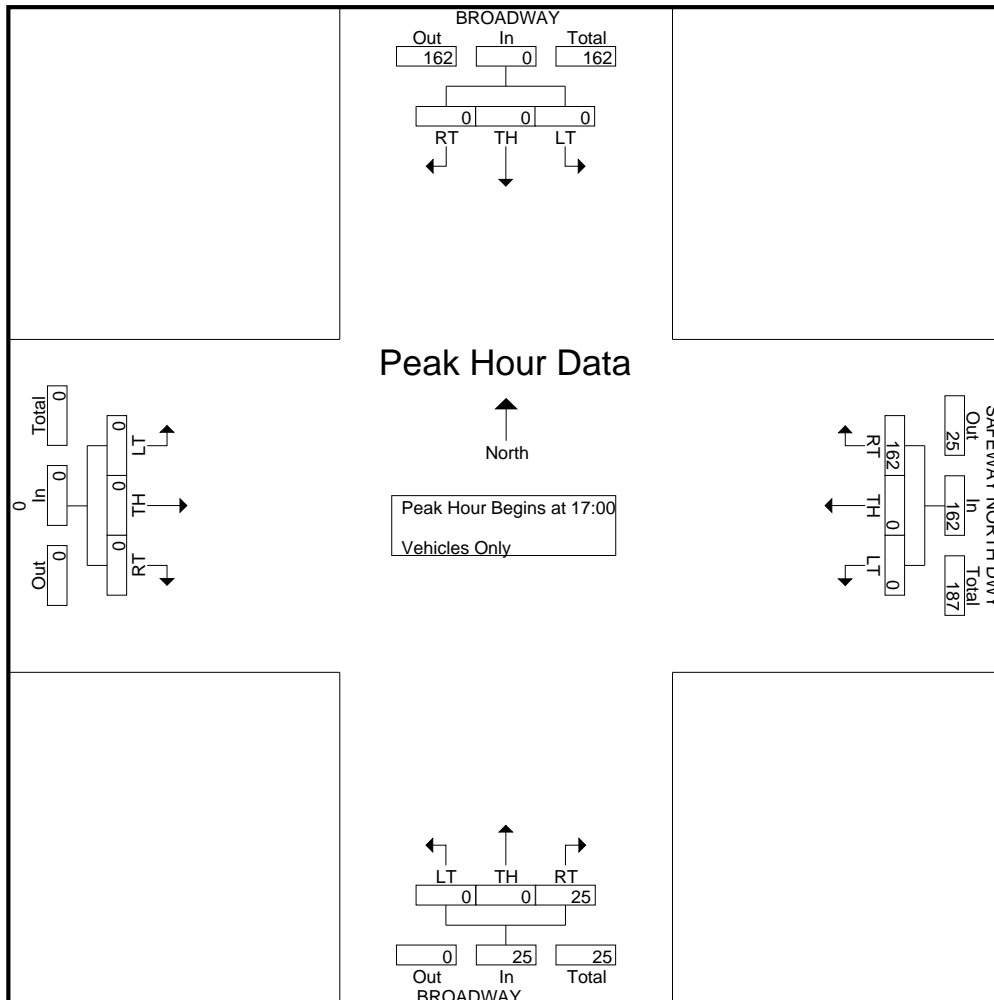 BROADWAY
Out In Total
162 0 162
0 0 0
RT TH LT
Peak Hour Data
North
Peak Hour Begins at 17:00
Vehicles Only
Total In Out
0 0 0
0
0 0 0
LT TH RT
SAFEWAY NORTH DWY
Out In Total
25 162 187
162 0 0
RT TH LT
LT TH RT
0 0 25
0 25 25
Out In Total
BROADWAY